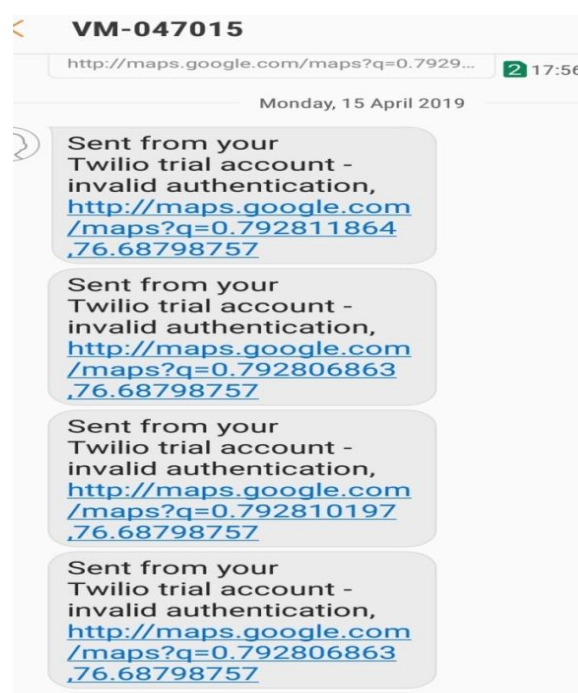 VM-047015
http://maps.google.com/maps?q=0.7929...
2 17:56
Monday, 15 April 2019
Sent from your
Twilio trial account -
invalid authentication,
http://maps.google.com
/maps?q=0.792811864
,76.68798757
Sent from your
Twilio trial account -
invalid authentication,
http://maps.google.com
/maps?q=0.792806863
,76.68798757
Sent from your
Twilio trial account -
invalid authentication,
http://maps.google.com
/maps?q=0.792810197
,76.68798757
Sent from your
Twilio trial account -
invalid authentication,
http://maps.google.com
/maps?q=0.792806863
,76.68798757